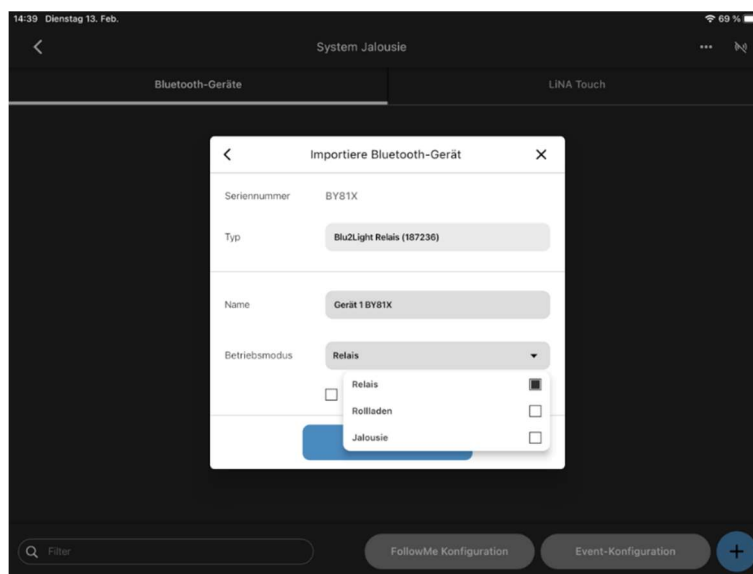 14:39 Dienstag 13. Feb. 69 %
System Jalousie
Bluetooth-Geräte LiNA Touch
Importiere Bluetooth-Gerät
Seriennummer BY81X
Typ Blu2Light Relais (187236)
Name Gerät 1 BY81X
Betriebsmodus Relais
Relais
Rollladen
Jalousie
Filter FollowMe Konfiguration Event-Konfiguration